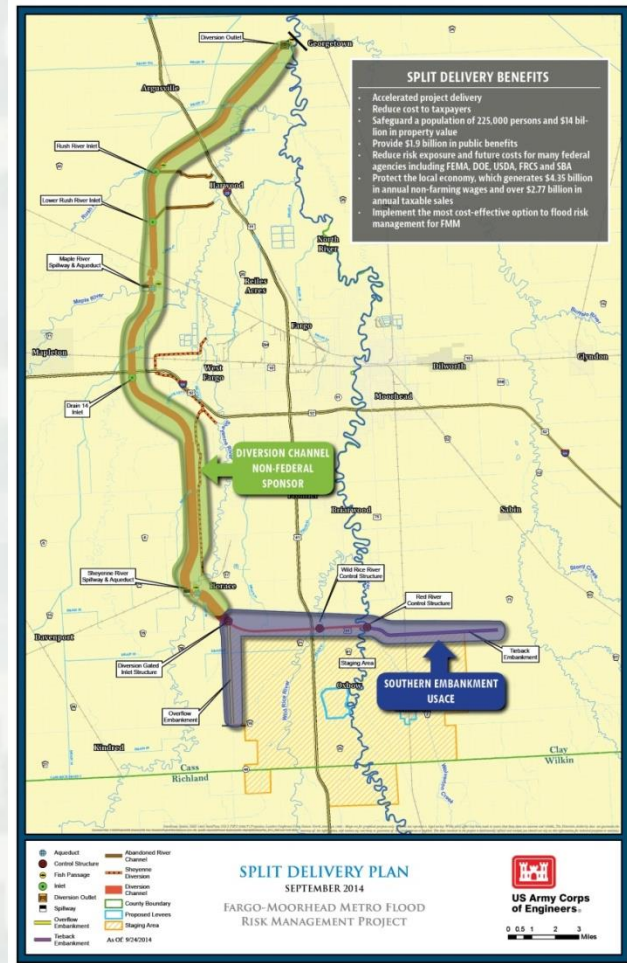 Diversion Outlet
Georgetown
Argusville
SPLIT DELIVERY BENEFITS
- Accelerated project delivery
- Reduce cost to taxpayers
- Safeguard a population of 225,000 persons and $14 bil-
lion in property value
- Provide $1.9 billion in public benefits
- Reduce risk exposure and future costs for many federal
agencies including FEMA, DOE, USDA, FRCS and SBA
- Protect the local economy, which generates $4.35 billion
in annual non-farming wages and over $2.77 billion in
annual taxable sales
- Implement the most cost-effective option to flood risk
management for FMM
Rush River Inlet
Harwood
Lower Rush River Inlet
North
River
Maple River
Spillway & Aqueduct
Reiles
Acres
Maple River
Fargo
Mapleton
West
Fargo
Dilworth
Glyndon
Moorhead
Drain 14
Inlet
DIVERSION CHANNEL
NON-FEDERAL
SPONSOR
Briarwood
Sabin
Sheyenne River
Spillway & Aqueduct
Horace
Wild Rice River
Control Structure
Red River
Control Structure
Davenport
Diversion Gated
Inlet Structure
Staging Area
Tieback
Embankment
Oxbow
SOUTHERN EMBANKMENT
USACE
Overflow
Embankment
Wild Rice River
Kindred
Cass
Richland
Clay
Wilkin
Aqueduct
Control Structure
Fish Passage
Inlet
Diversion Outlet
Spillway
Overflow
Embankment
Tieback
Embankment
Abandoned River
Channel
Sheyenne
Diversion
Diversion
Channel
County Boundary
Proposed Levees
Staging Area
As Of: 9/24/2014
SPLIT DELIVERY PLAN
SEPTEMBER 2014
FARGO-MOORHEAD METRO FLOOD
RISK MANAGEMENT PROJECT
US Army Corps
of Engineers®
0 0.5 1 2 3
Miles